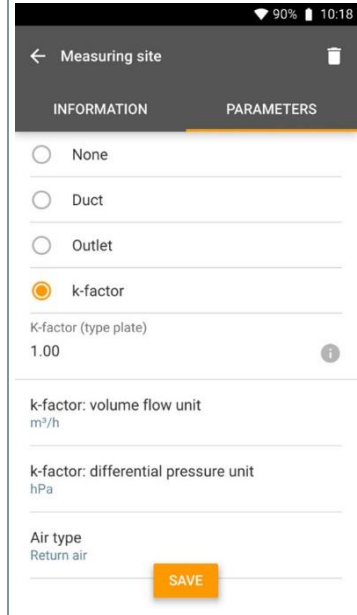 90% 10:18
Measuring site
INFORMATION PARAMETERS
None
Duct
Outlet
k-factor
K-factor (type plate)
1.00
k-factor: volume flow unit
m³/h
k-factor: differential pressure unit
hPa
Air type
Return air
SAVE